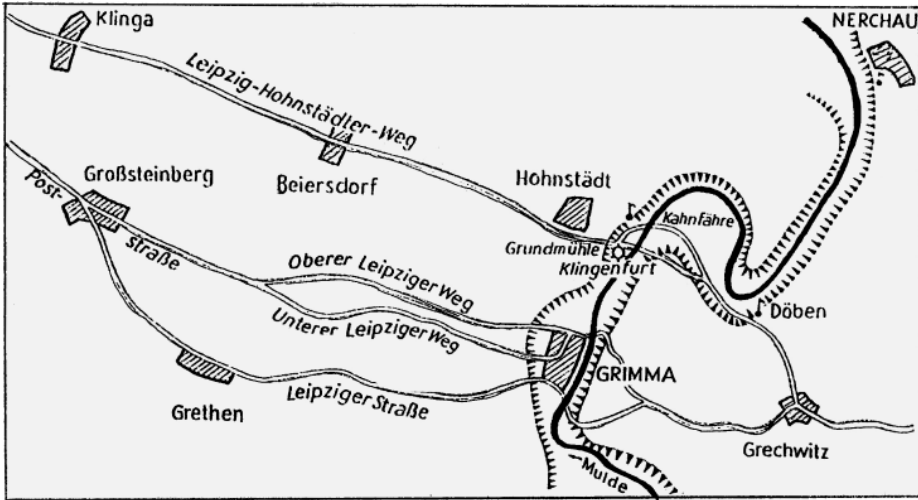 NERCHAU
Klinga
Leipzig-Hohnstädter-Weg
Großsteinberg
Post-
straße
Beiersdorf
Hohnstädt
Kahnfähre
Grundmühle
Klingenfurt
Oberer Leipziger Weg
Unterer Leipziger Weg
Döben
GRIMMA
Grethen
Leipziger Straße
Grechwitz
Mulde